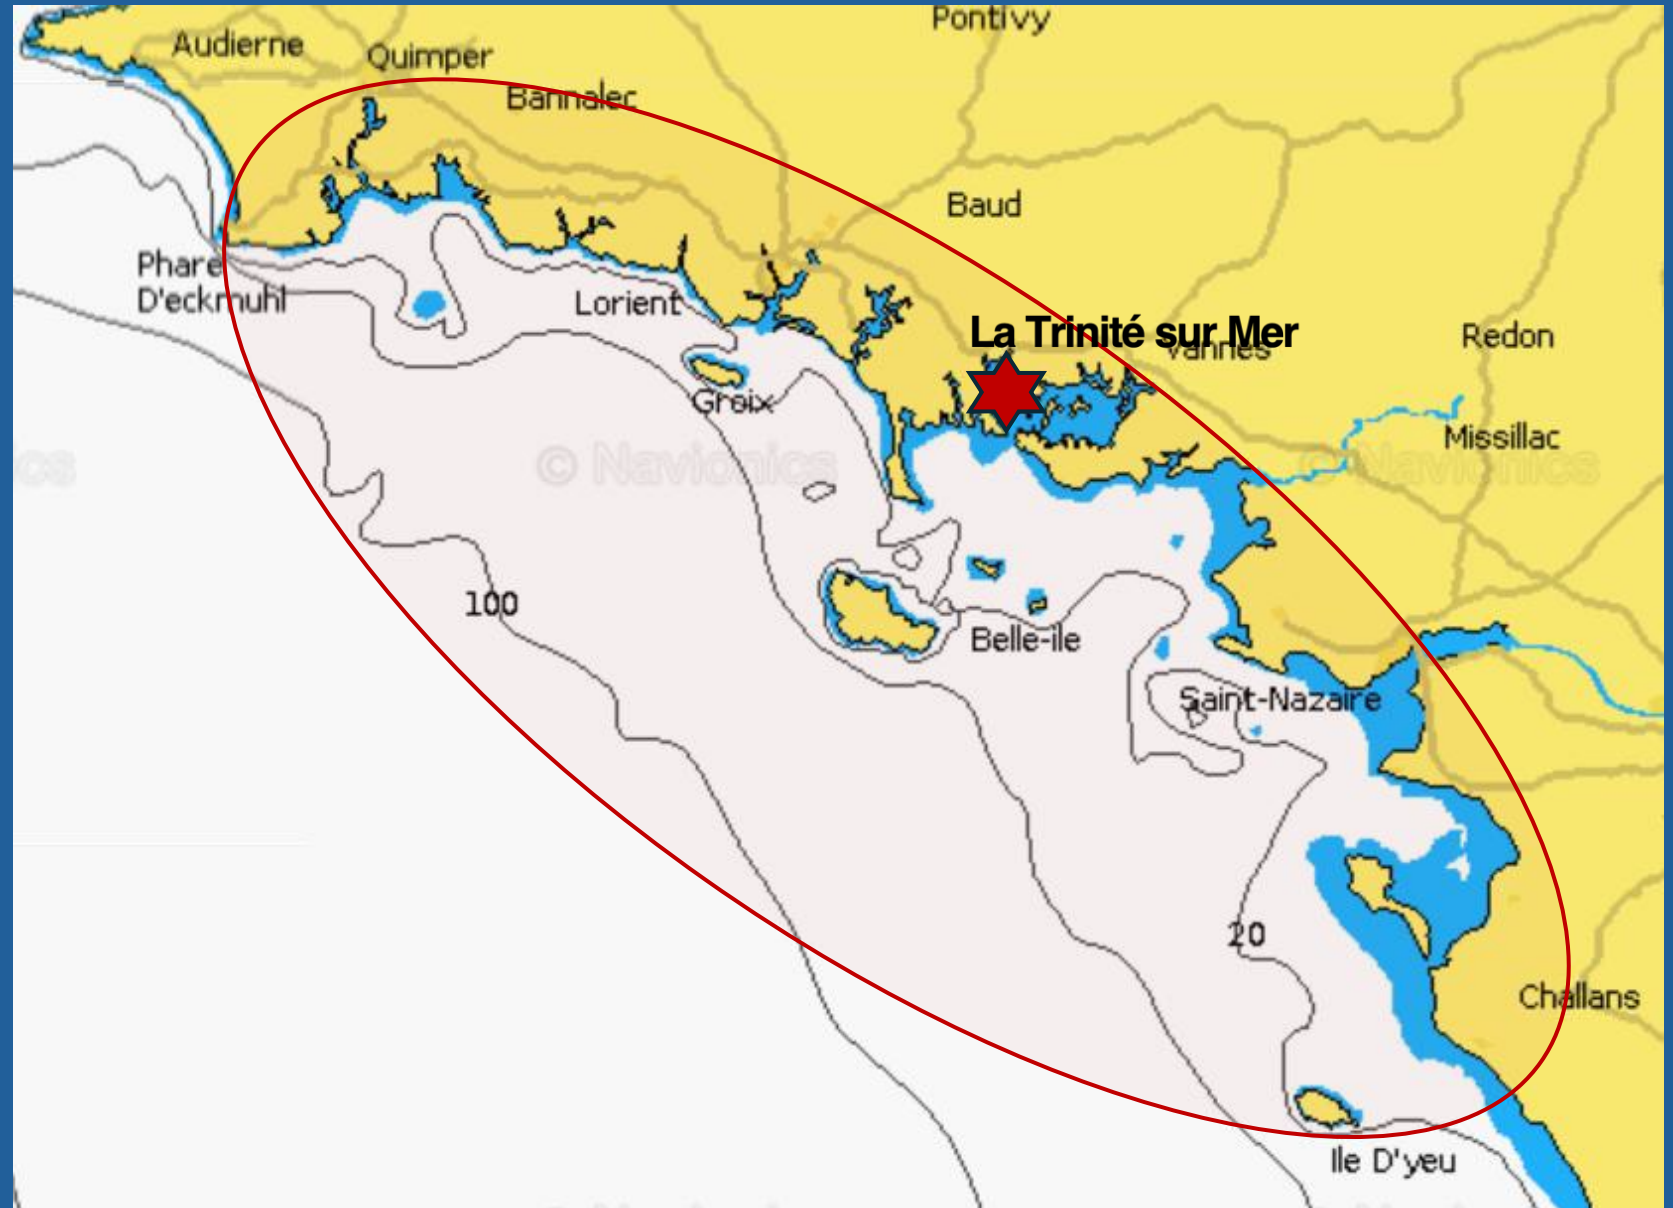 Pontivy
Audierne
Quimper
Bannalec
Baud
Phare
D'eckmuhl
Lorient
La Trinité sur Mer
Vannes
Redon
Groix
Missillac
© Navionics
© Navionics
ics
100
Belle-ile
Saint-Nazaire
20
Challans
Ile D'yeu